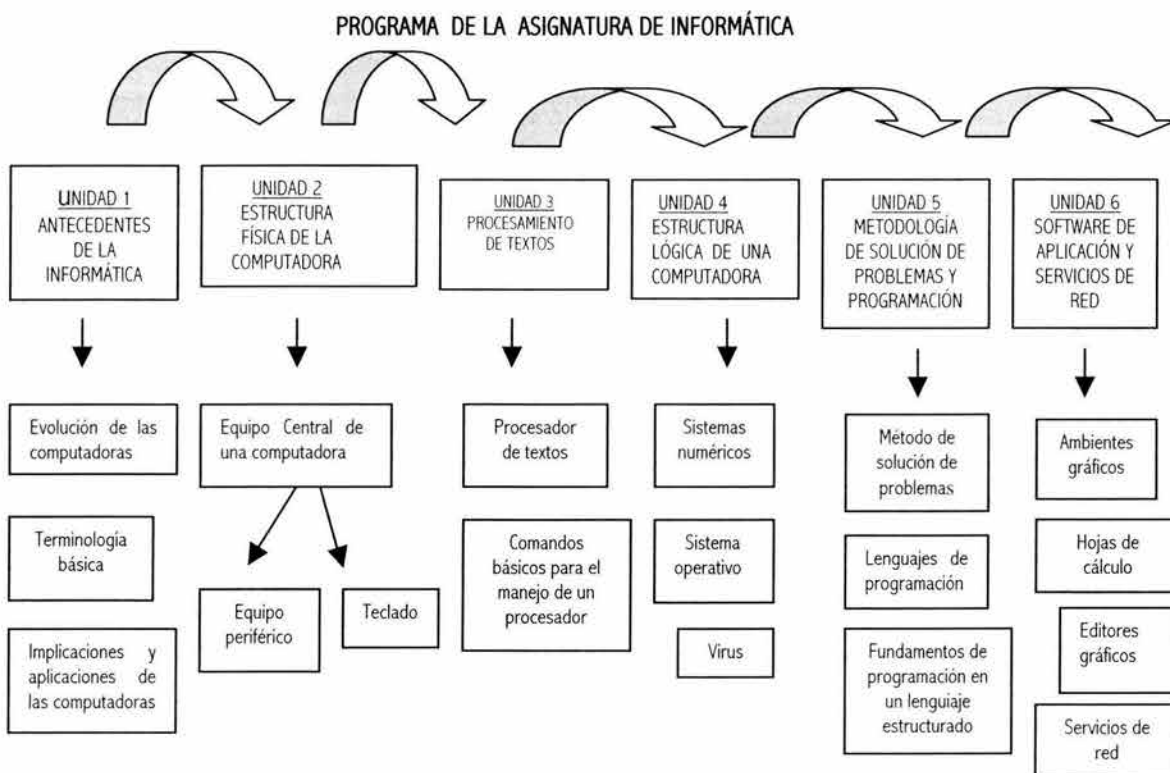 PROGRAMA DE LA ASIGNATURA DE INFORMÁTICA
UNIDAD 1
ANTECEDENTES
DE LA
INFORMÁTICA
UNIDAD 2
ESTRUCTURA
FÍSICA DE LA
COMPUTADORA
UNIDAD 3
PROCESAMIENTO
DE TEXTOS
UNIDAD 4
ESTRUCTURA
LÓGICA DE UNA
COMPUTADORA
UNIDAD 5
METODOLOGÍA
DE SOLUCIÓN DE
PROBLEMAS Y
PROGRAMACIÓN
UNIDAD 6
SOFTWARE DE
APLICACIÓN Y
SERVICIOS DE
RED
Evolución de las
computadoras
Terminología
básica
Implicaciones y
aplicaciones de
las computadoras
Equipo Central de
una computadora
Equipo
periférico
Teclado
Procesador
de textos
Comandos
básicos para el
manejo de un
procesador
Sistemas
numéricos
Sistema
operativo
Virus
Método de
solución de
problemas
Lenguajes de
programación
Fundamentos de
programación en
un lenguiaje
estructurado
Ambientes
gráficos
Hojas de
cálculo
Editores
gráficos
Servicios de
red